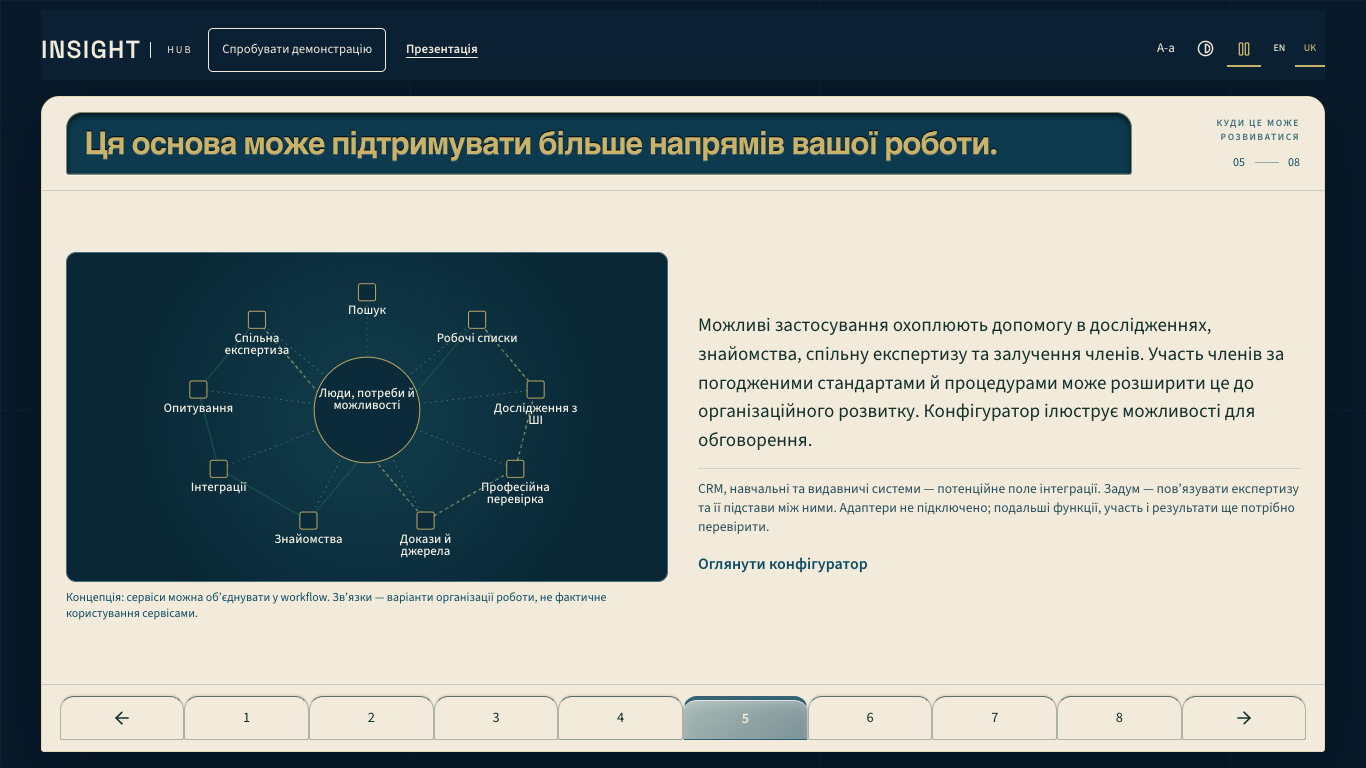 INSIGHT | HUB
Спробувати демонстрацію
Презентація
A-a
EN
UK
Ця основа може підтримувати більше напрямів вашої роботи.
КУДИ ЦЕ МОЖЕ
РОЗВИВАТИСЯ
05 — 08
Пошук
Спільна
експертиза
Робочі списки
Люди, потреби й
можливості
Опитування
Дослідження з
ШІ
Інтеграції
Професійна
перевірка
Знайомства
Докази й
джерела
Концепція: сервіси можна об’єднувати у workflow. Зв’язки — варіанти організації роботи, не фактичне
користування сервісами.
Можливі застосування охоплюють допомогу в дослідженнях,
знайомства, спільну експертизу та залучення членів. Участь членів за
погодженими стандартами й процедурами може розширити це до
організаційного розвитку. Конфігуратор ілюструє можливості для
обговорення.
CRM, навчальні та видавничі системи — потенційне поле інтеграції. Задум — пов’язувати експертизу
та її підстави між ними. Адаптери не підключено; подальші функції, участь і результати ще потрібно
перевірити.
Оглянути конфігуратор
← 1 2 3 4 5 6 7 8 →